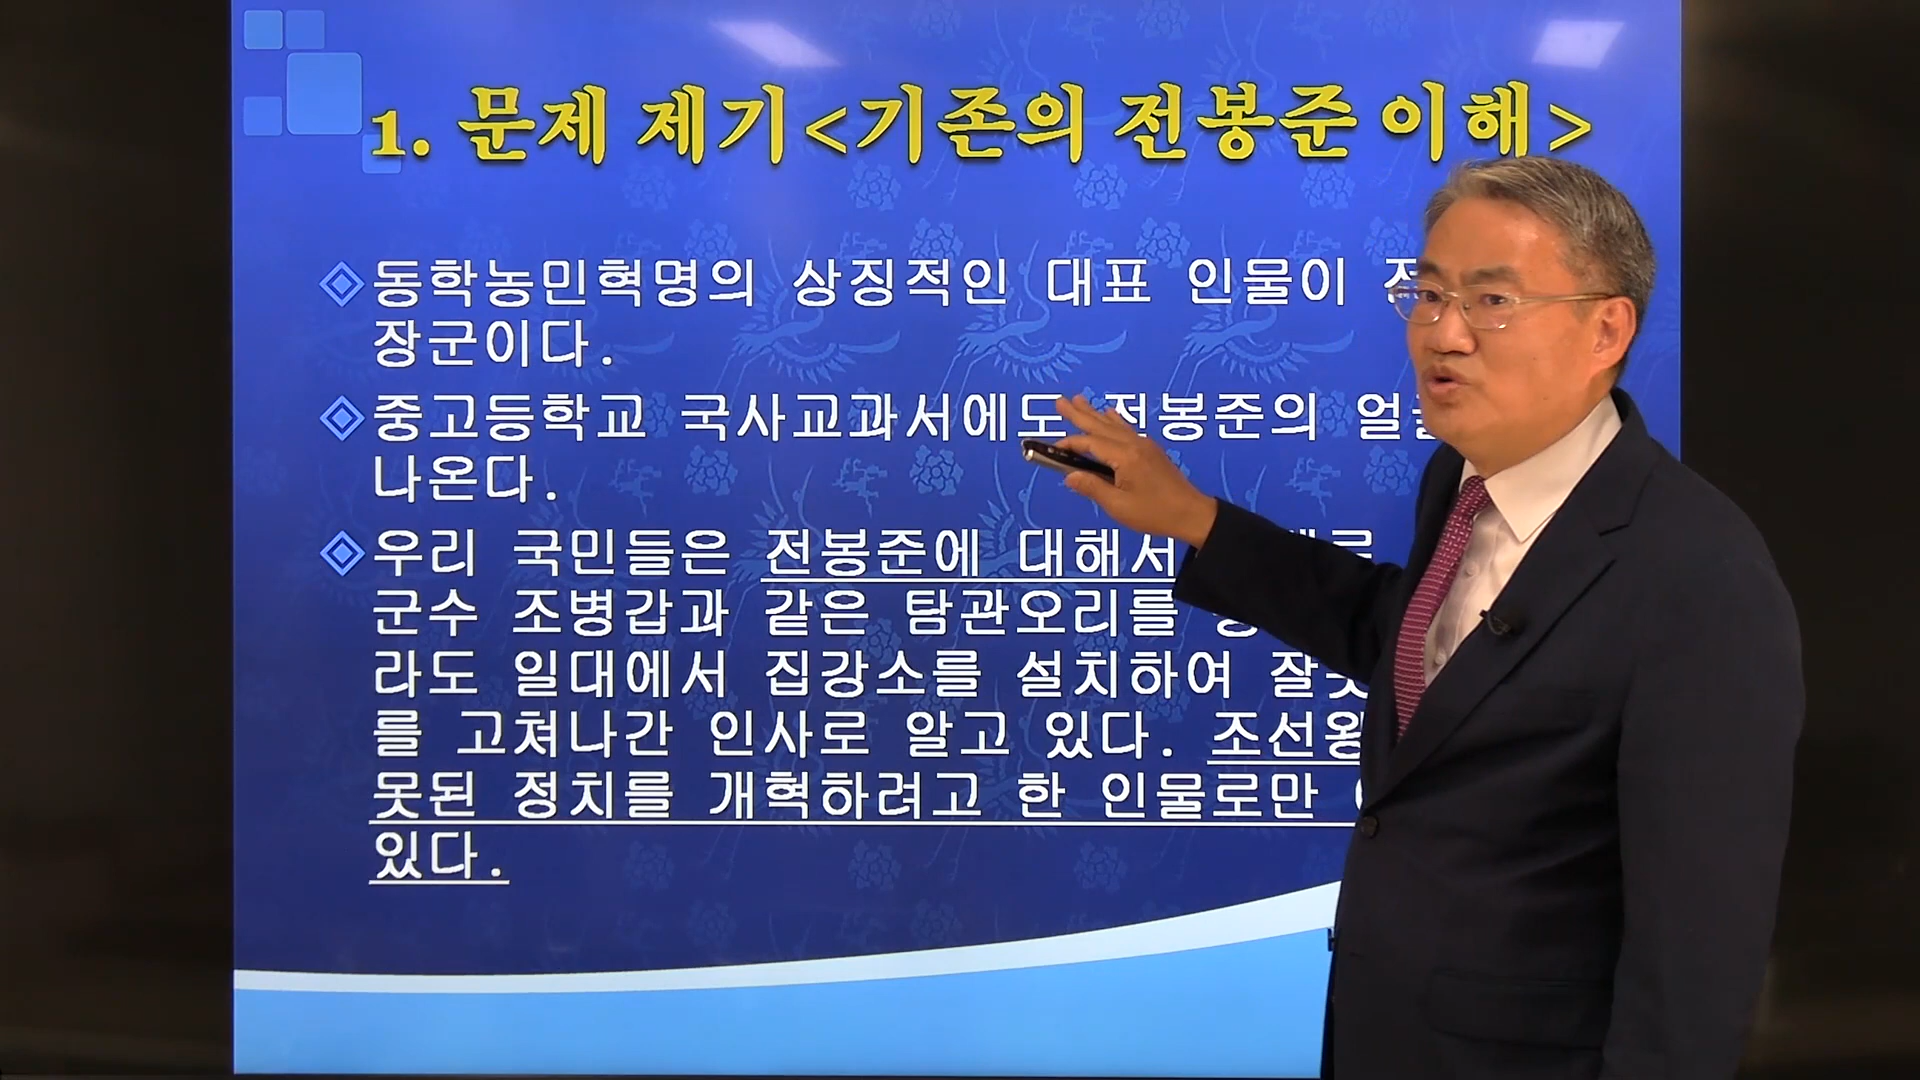 1. 문제 제기<기존의 전봉준 이해>
동학농민혁명의 상징적인 대표 인물이
장군이다.
중고등학교 국사교과서에도 전봉준의
나온다.
우리 국민들은 전봉준에 대해서
군수 조병갑과 같은 탐관오리를
라도 일대에서 집강소를 설치하여
를 고쳐나간 인사로 알고 있다.
못된 정치를 개혁하려고 한 인물로만
있다.